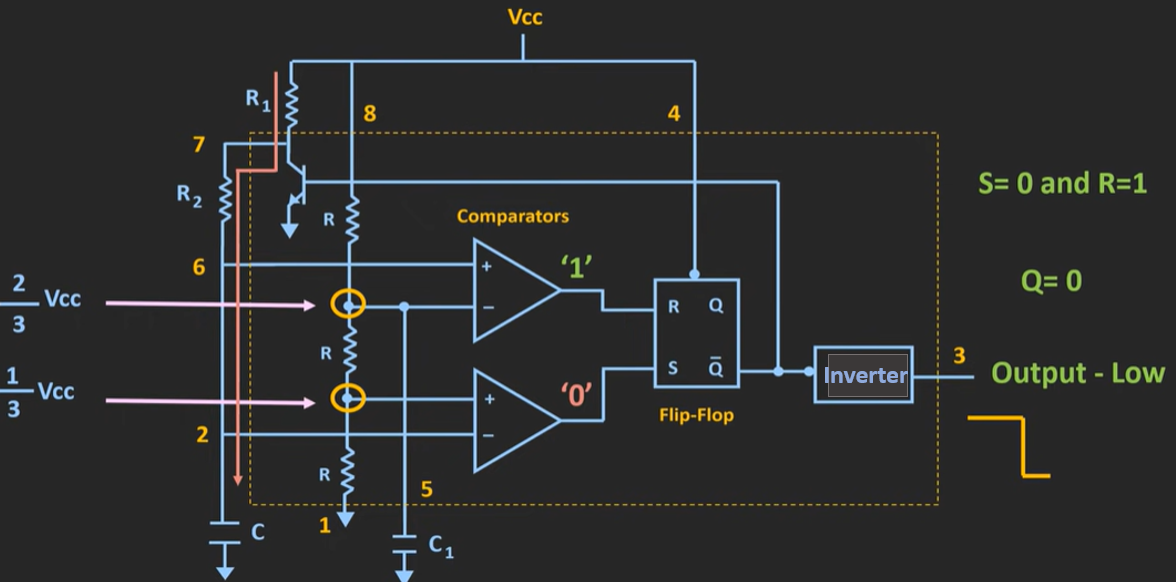 Vcc
R1
8
4
7
R2
R
Comparators
S= 0 and R=1
6
+
'1'
2
3
Vcc
−
R
Q
Q= 0
R
1
3
Vcc
'0'
S
Q̅
Inverter
3
Output - Low
+
Flip-Flop
2
−
R
5
1
C
C1